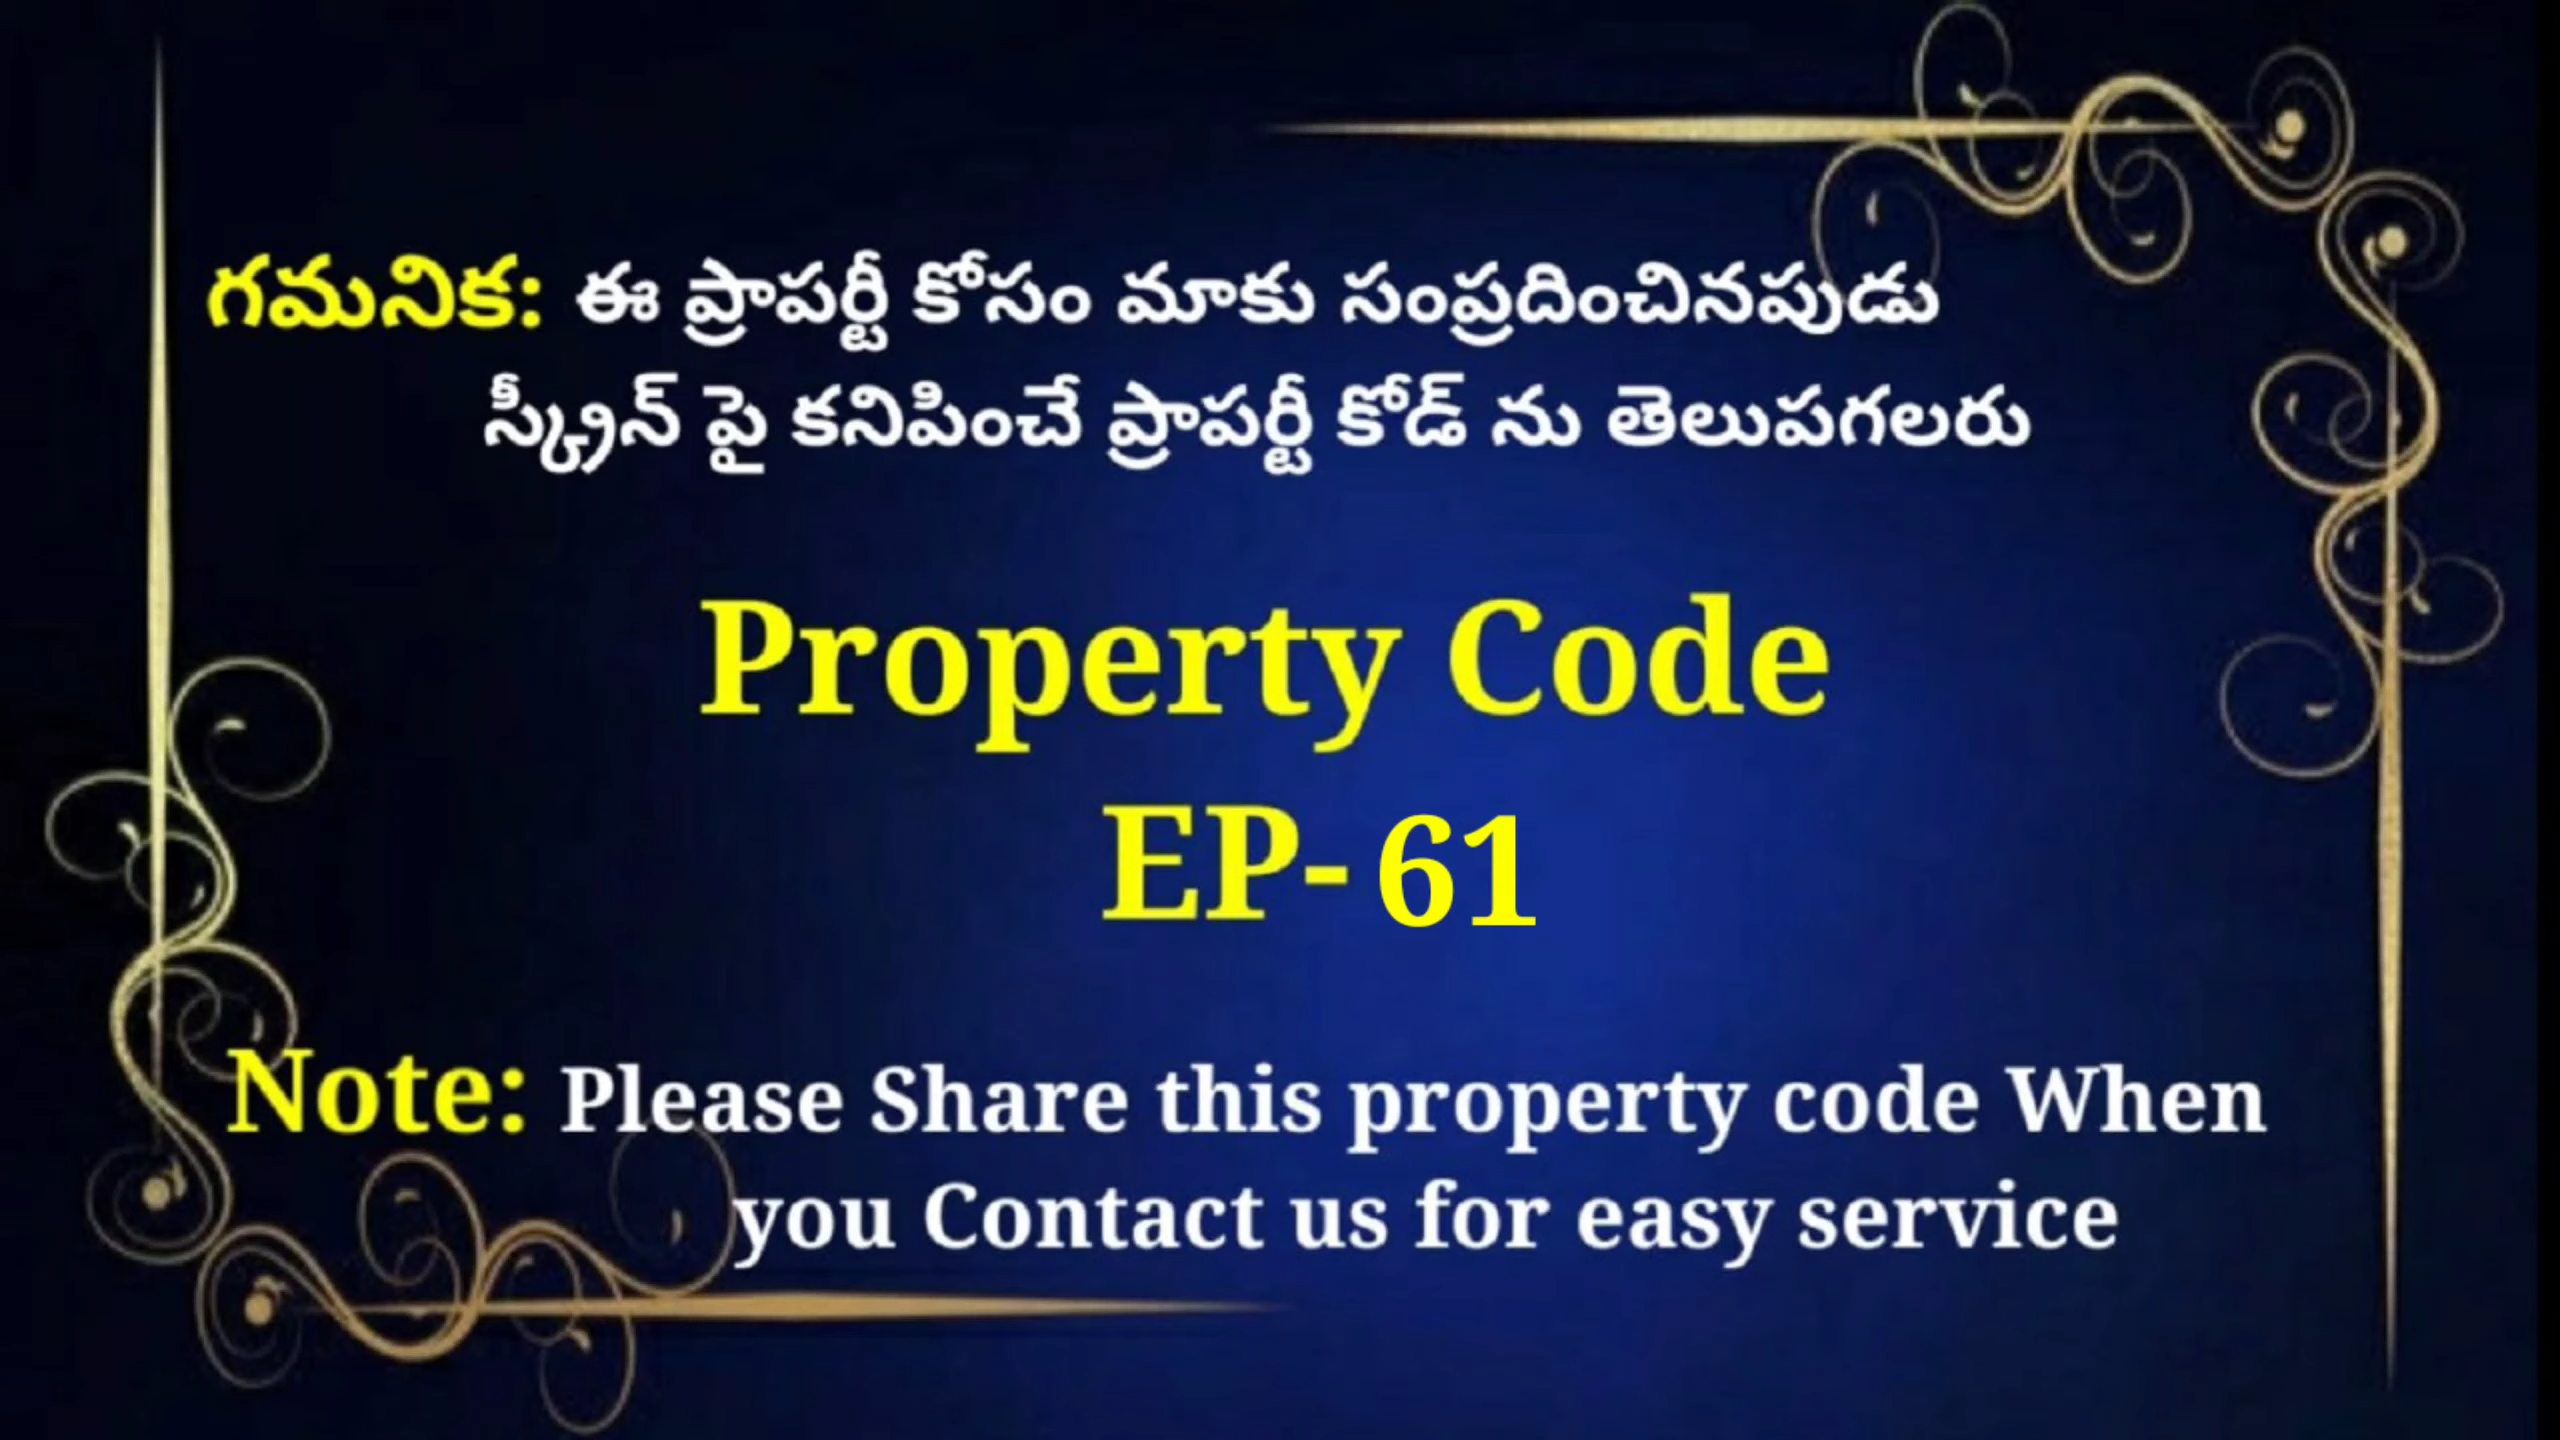 గమనిక: ఈ ప్రాపర్టీ కోసం మాకు సంప్రదించినపుడు
స్క్రీన్ పై కనిపించే ప్రాపర్టీ కోడ్ ను తెలుపగలరు
Property Code
EP-61
Note: Please Share this property code When
you Contact us for easy service